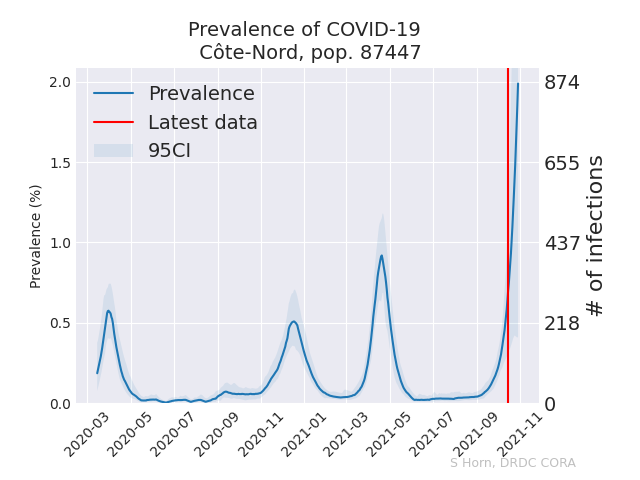 Prevalence of COVID-19
Côte-Nord, pop. 87447
Prevalence
Latest data
95CI
Prevalence (%)
2.0
1.5
1.0
0.5
0.0
874
655
437
218
0
# of infections
2020-03
2020-05
2020-07
2020-09
2020-11
2021-01
2021-03
2021-05
2021-07
2021-09
2021-11
S Horn, DRDC CORA